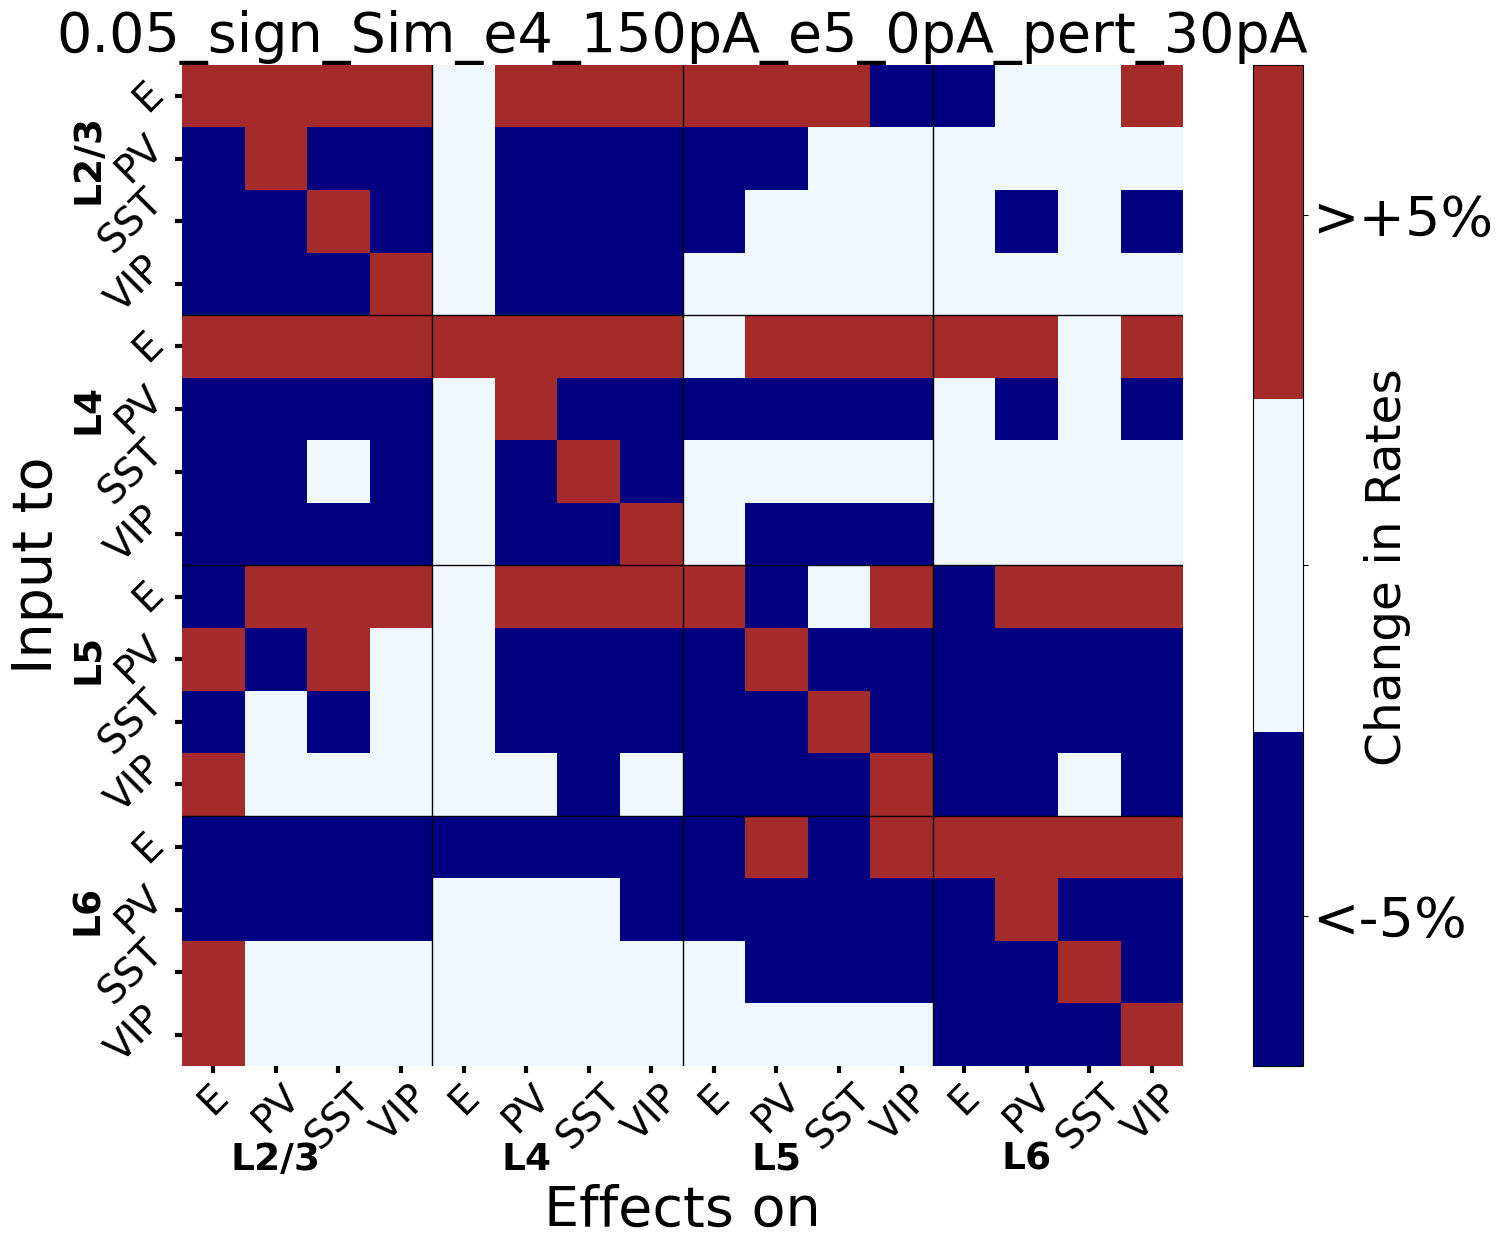 0.05_sign_Sim_e4_150pA_e5_0pA_pert_30pA
Input to
L2/3
E
PV
SST
VIP
L4
E
PV
SST
VIP
L5
E
PV
SST
VIP
L6
E
PV
SST
VIP
E PV SST VIP E PV SST VIP E PV SST VIP E PV SST VIP
L2/3 L4 L5 L6
Effects on
>+5%
<-5%
Change in Rates